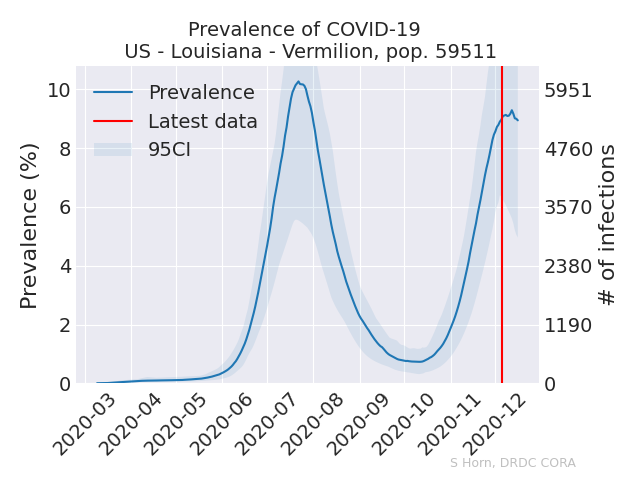 Prevalence of COVID-19
US - Louisiana - Vermilion, pop. 59511
Prevalence
Latest data
95CI
Prevalence (%)
10
8
6
4
2
0
5951
4760
3570
2380
1190
0
# of infections
2020-03
2020-04
2020-05
2020-06
2020-07
2020-08
2020-09
2020-10
2020-11
2020-12
S Horn, DRDC CORA